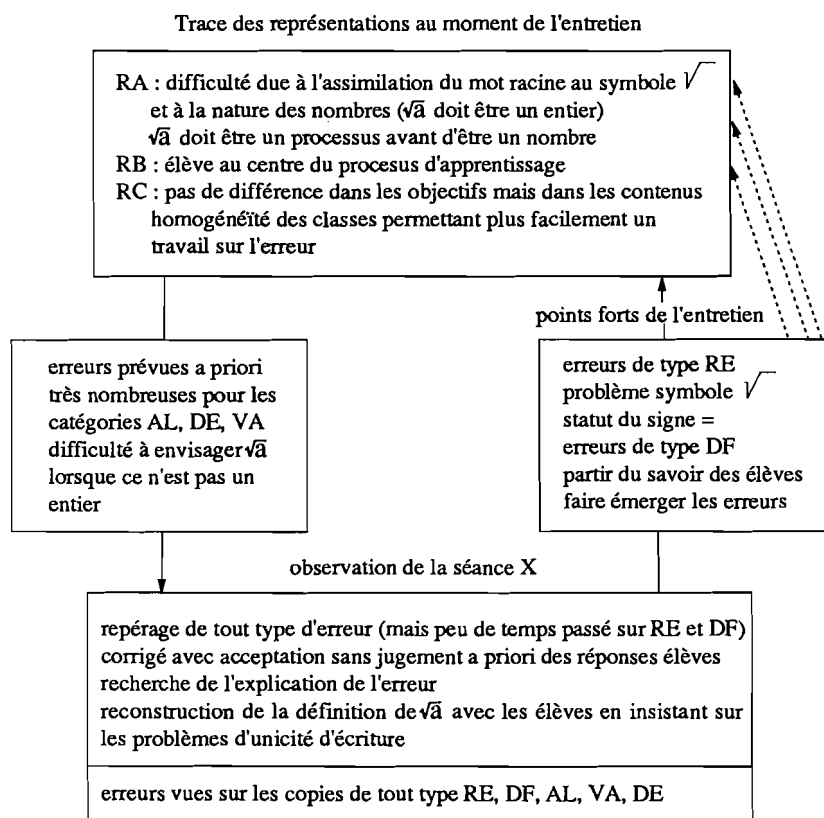 Trace des représentations au moment de l'entretien
RA : difficulté due à l'assimilation du mot racine au symbole √
et à la nature des nombres (√a doit être un entier)
√a doit être un processus avant d'être un nombre
RB : élève au centre du procesus d'apprentissage
RC : pas de différence dans les objectifs mais dans les contenus
homogénéïté des classes permettant plus facilement un
travail sur l'erreur
points forts de l'entretien
erreurs prévues a priori
très nombreuses pour les
catégories AL, DE, VA
difficulté à envisager √a
lorsque ce n'est pas un
entier
erreurs de type RE
problème symbole √
statut du signe =
erreurs de type DF
partir du savoir des élèves
faire émerger les erreurs
observation de la séance X
repérage de tout type d'erreur (mais peu de temps passé sur RE et DF)
corrigé avec acceptation sans jugement a priori des réponses élèves
recherche de l'explication de l'erreur
reconstruction de la définition de √a avec les élèves en insistant sur
les problèmes d'unicité d'écriture
erreurs vues sur les copies de tout type RE, DF, AL, VA, DE